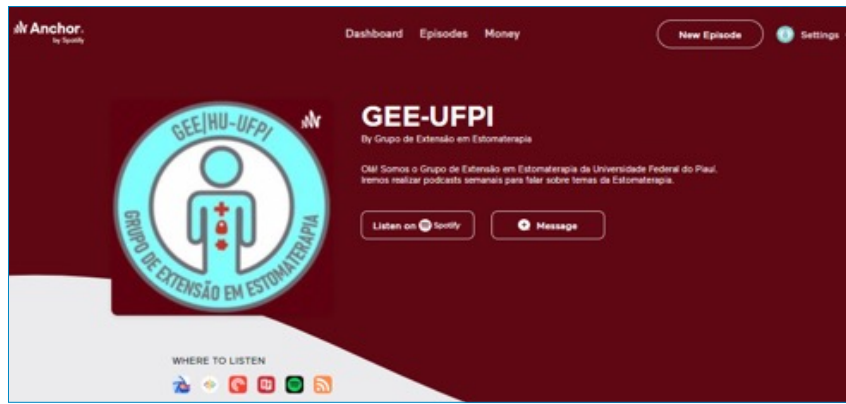 Anchor.
by Spotify
Dashboard Episodes Money
New Episode
Settings
GEE|HU-UFPI
GRUPO DE EXTENSÃO EM ESTOMATERAPIA
GEE-UFPI
By Grupo de Extensão em Estomaterapia
Olá! Somos o Grupo de Extensão em Estomaterapia da Universidade Federal do Piauí.
Iremos realizar podcasts semanais para falar sobre temas da Estomaterapia.
Listen on Spotify
Message
WHERE TO LISTEN